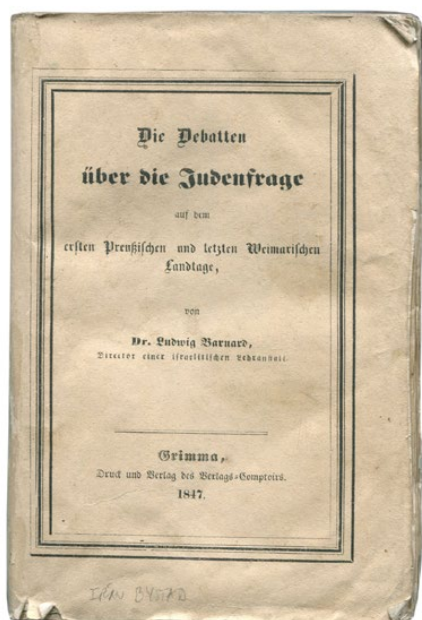 Die Debatten
über die Judenfrage
auf dem
ersten Preußischen und letzten Weimarischen
Landtage,
von
Dr. Ludwig Barnard,
Director einer israelitischen Lehranstalt.
Grimma,
Druck und Verlag des Verlags-Comptoirs.
1847.